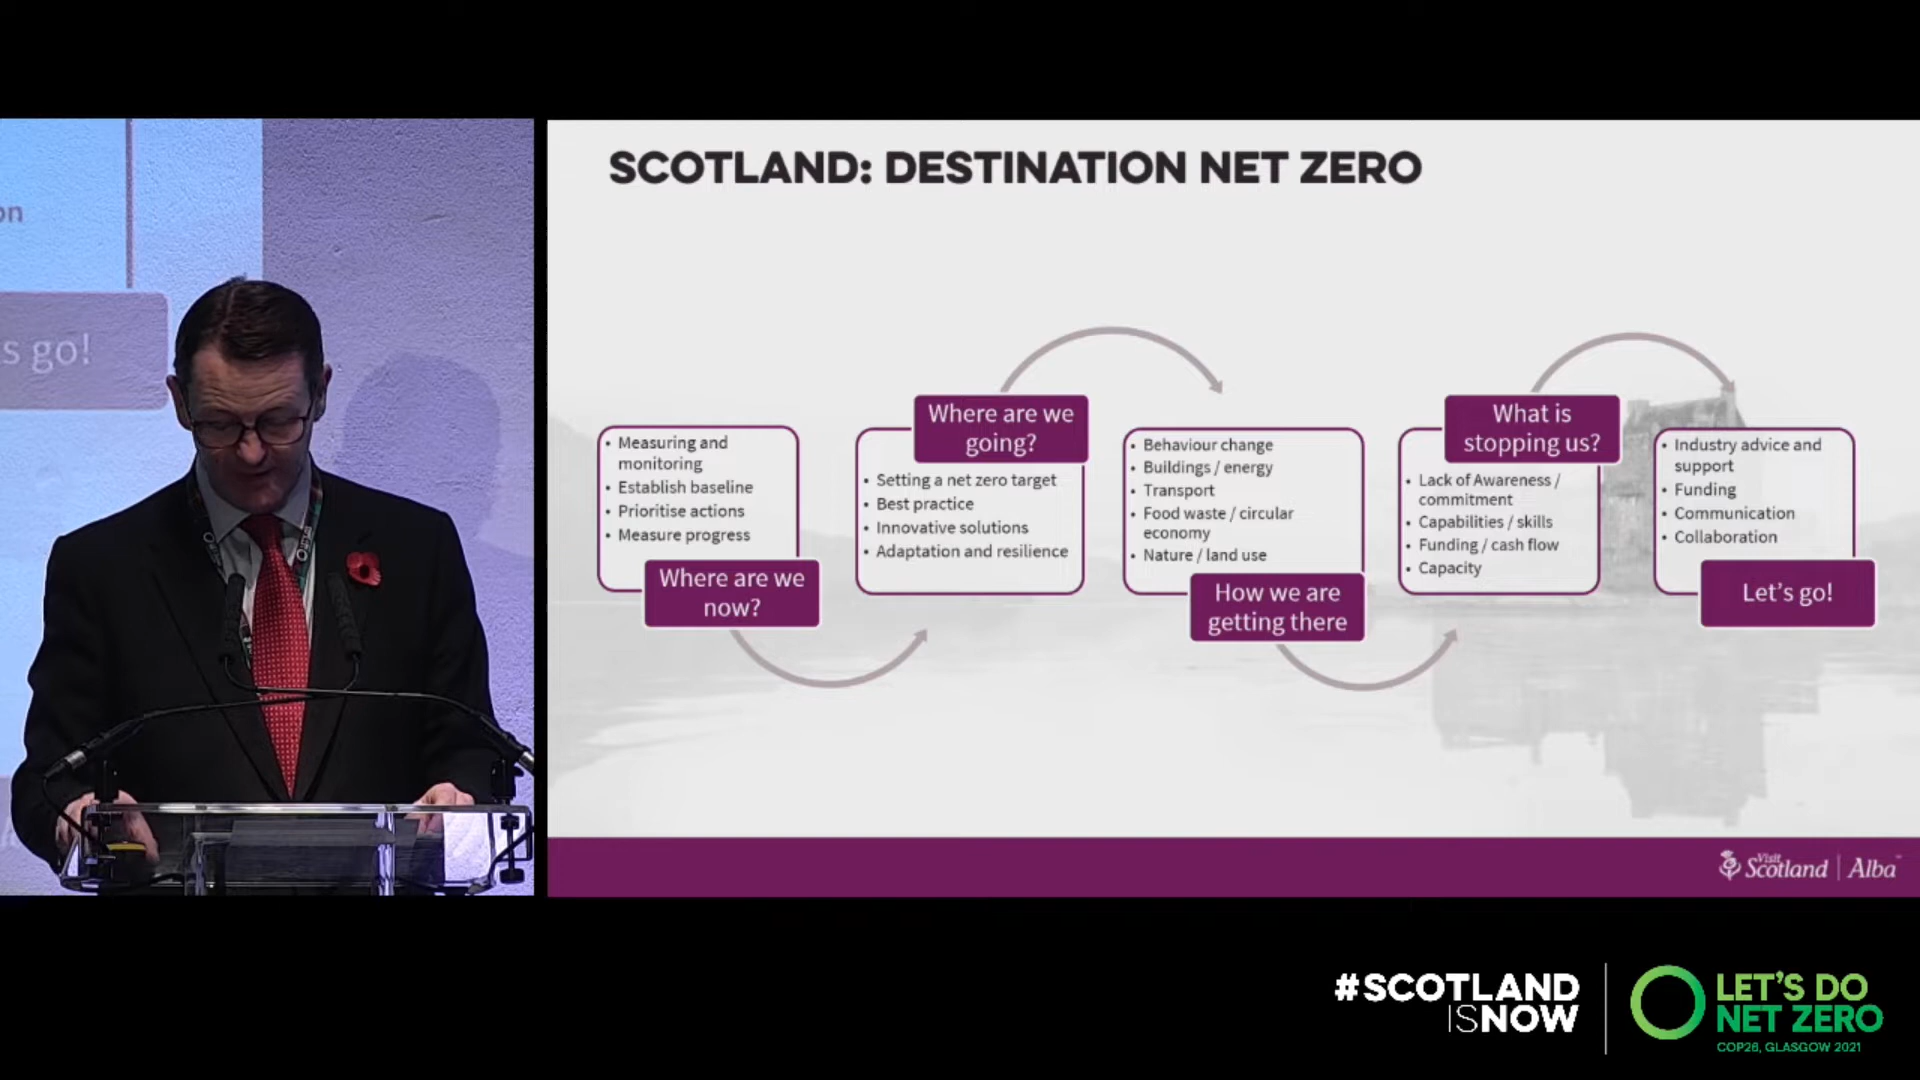 on
s go!
SCOTLAND: DESTINATION NET ZERO
• Measuring and
monitoring
• Establish baseline
• Prioritise actions
• Measure progress
Where are we
now?
Where are we
going?
• Setting a net zero target
• Best practice
• Innovative solutions
• Adaptation and resilience
• Behaviour change
• Buildings / energy
• Transport
• Food waste / circular
economy
• Nature / land use
How we are
getting there
What is
stopping us?
• Lack of Awareness /
commitment
• Capabilities / skills
• Funding / cash flow
• Capacity
• Industry advice and
support
• Funding
• Communication
• Collaboration
Let's go!
Visit
Scotland | Alba
#SCOTLAND
ISNOW
LET'S DO
NET ZERO
COP26, GLASGOW 2021